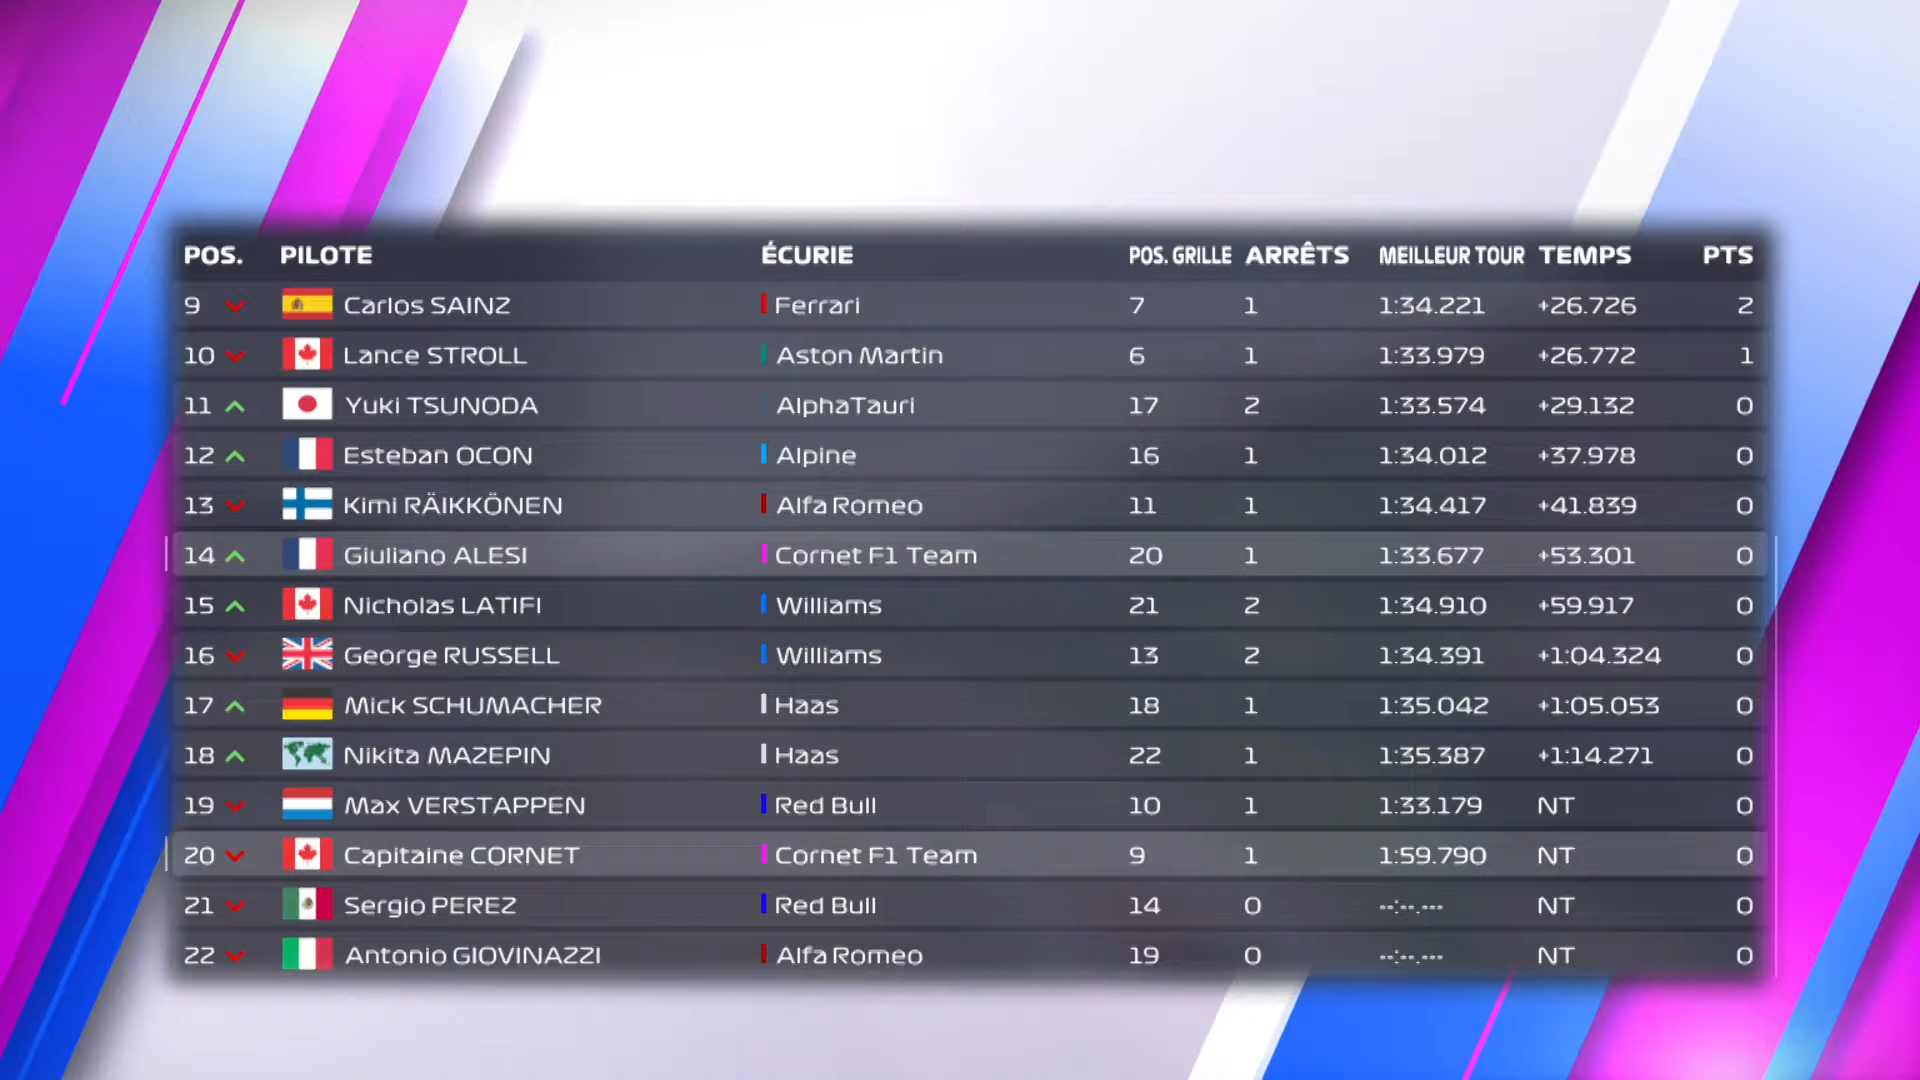 POS. PILOTE ÉCURIE POS. GRILLE ARRÊTS MEILLEUR TOUR TEMPS PTS
9 Carlos SAINZ Ferrari 7 1 1:34.221 +26.726 2
10 Lance STROLL Aston Martin 6 1 1:33.979 +26.772 1
11 Yuki TSUNODA AlphaTauri 17 2 1:33.574 +29.132 0
12 Esteban OCON Alpine 16 1 1:34.012 +37.978 0
13 Kimi RÄIKKÖNEN Alfa Romeo 11 1 1:34.417 +41.839 0
14 Giuliano ALESI Cornet F1 Team 20 1 1:33.677 +53.301 0
15 Nicholas LATIFI Williams 21 2 1:34.910 +59.917 0
16 George RUSSELL Williams 13 2 1:34.391 +1:04.324 0
17 Mick SCHUMACHER Haas 18 1 1:35.042 +1:05.053 0
18 Nikita MAZEPIN Haas 22 1 1:35.387 +1:14.271 0
19 Max VERSTAPPEN Red Bull 10 1 1:33.179 NT 0
20 Capitaine CORNET Cornet F1 Team 9 1 1:59.790 NT 0
21 Sergio PEREZ Red Bull 14 0 --:--.--- NT 0
22 Antonio GIOVINAZZI Alfa Romeo 19 0 --:--.--- NT 0